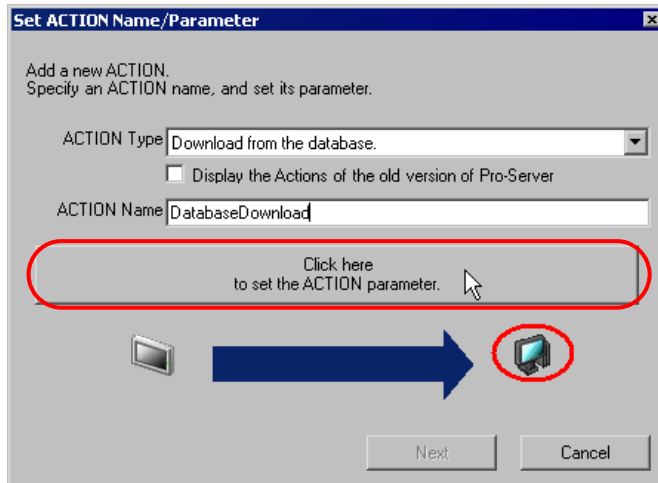 Set ACTION Name/Parameter
Add a new ACTION.
Specify an ACTION name, and set its parameter.
ACTION Type Download from the database.
Display the Actions of the old version of Pro-Server
ACTION Name DatabaseDownload
Click here
to set the ACTION parameter.
Next Cancel